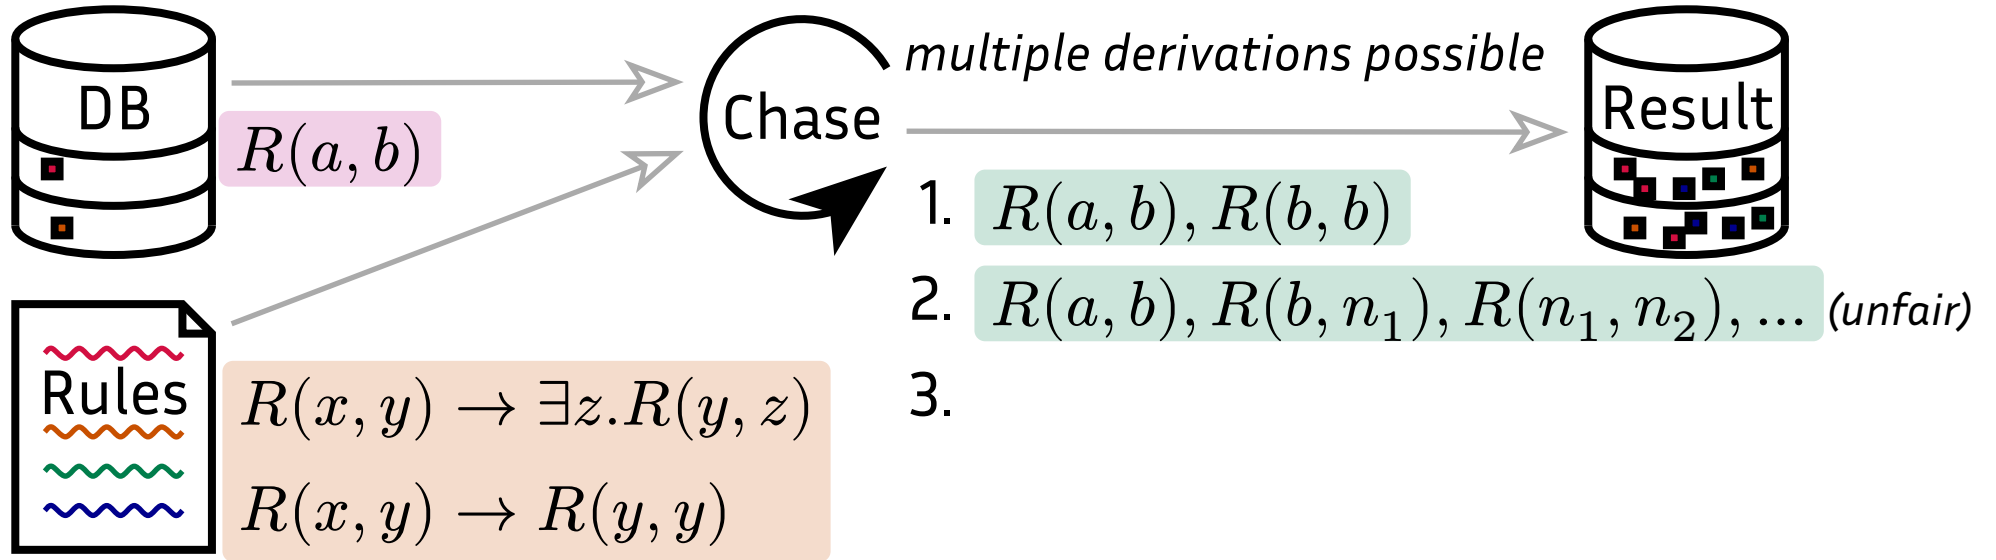 DB
R(a, b)
Rules
R(x, y) → ∃z.R(y, z)
R(x, y) → R(y, y)
Chase
multiple derivations possible
1. R(a, b), R(b, b)
2. R(a, b), R(b, n₁), R(n₁, n₂), ... (unfair)
3.
Result